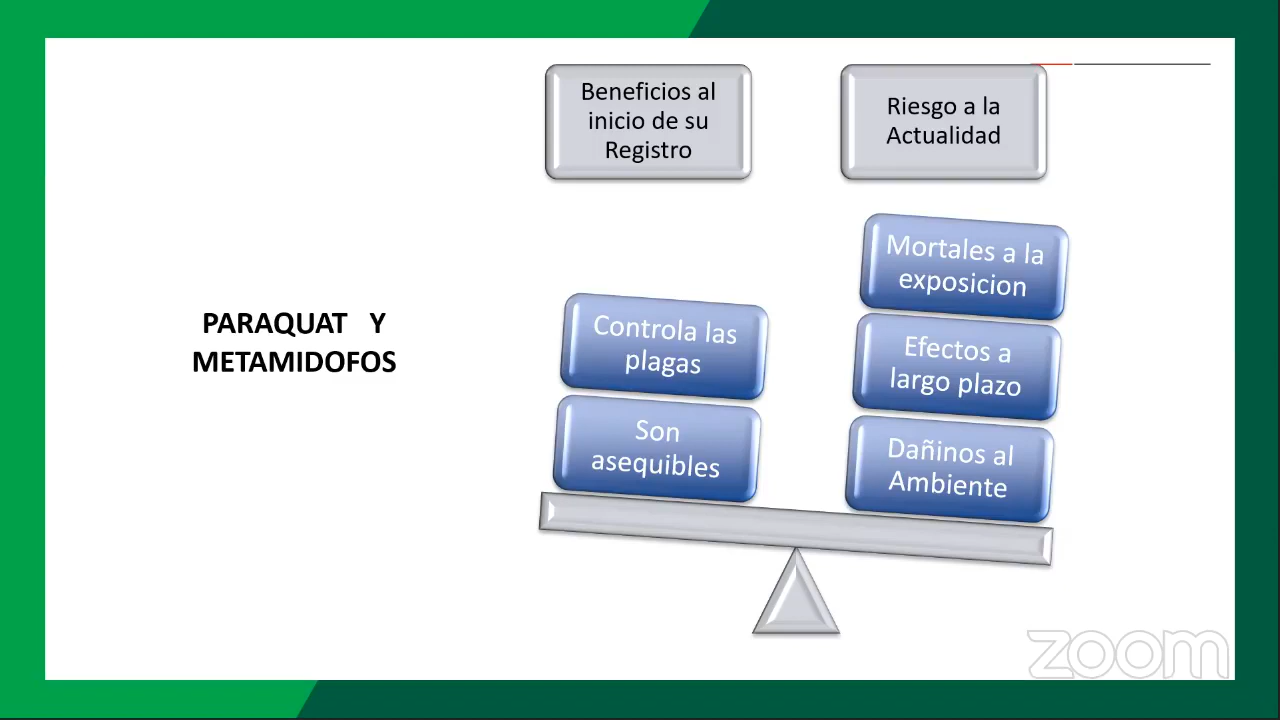 Beneficios al
inicio de su
Registro
Riesgo a la
Actualidad
PARAQUAT Y
METAMIDOFOS
Controla las
plagas
Son
asequibles
Mortales a la
exposicion
Efectos a
largo plazo
Dañinos al
Ambiente
zoom